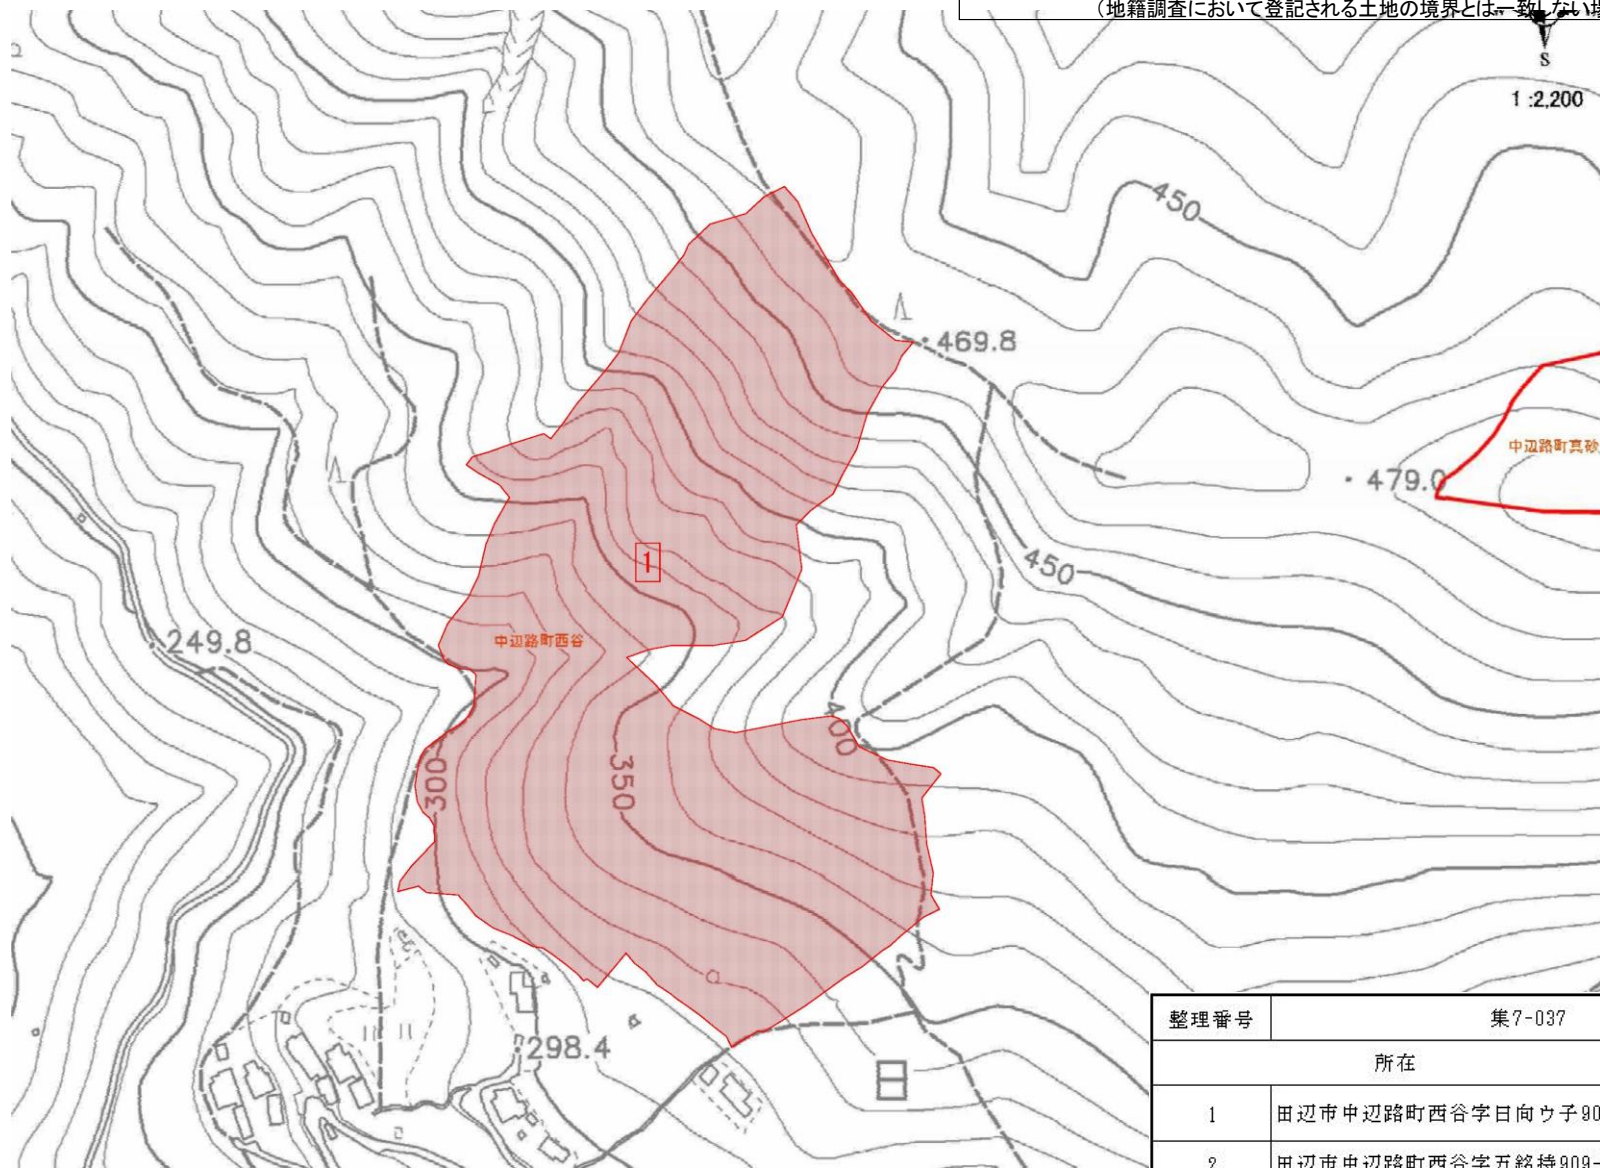 （地籍調査において登記される土地の境界とは一致しない場
S
1:2,200
450
469.8
中辺路町真砂
479.0
450
1
中辺路町西谷
249.8
400
300
350
298.4
整理番号 集7-037
所在
1 田辺市中辺路町西谷字日向ウ子90
2 田辺市中辺路町西谷字五銘持909-